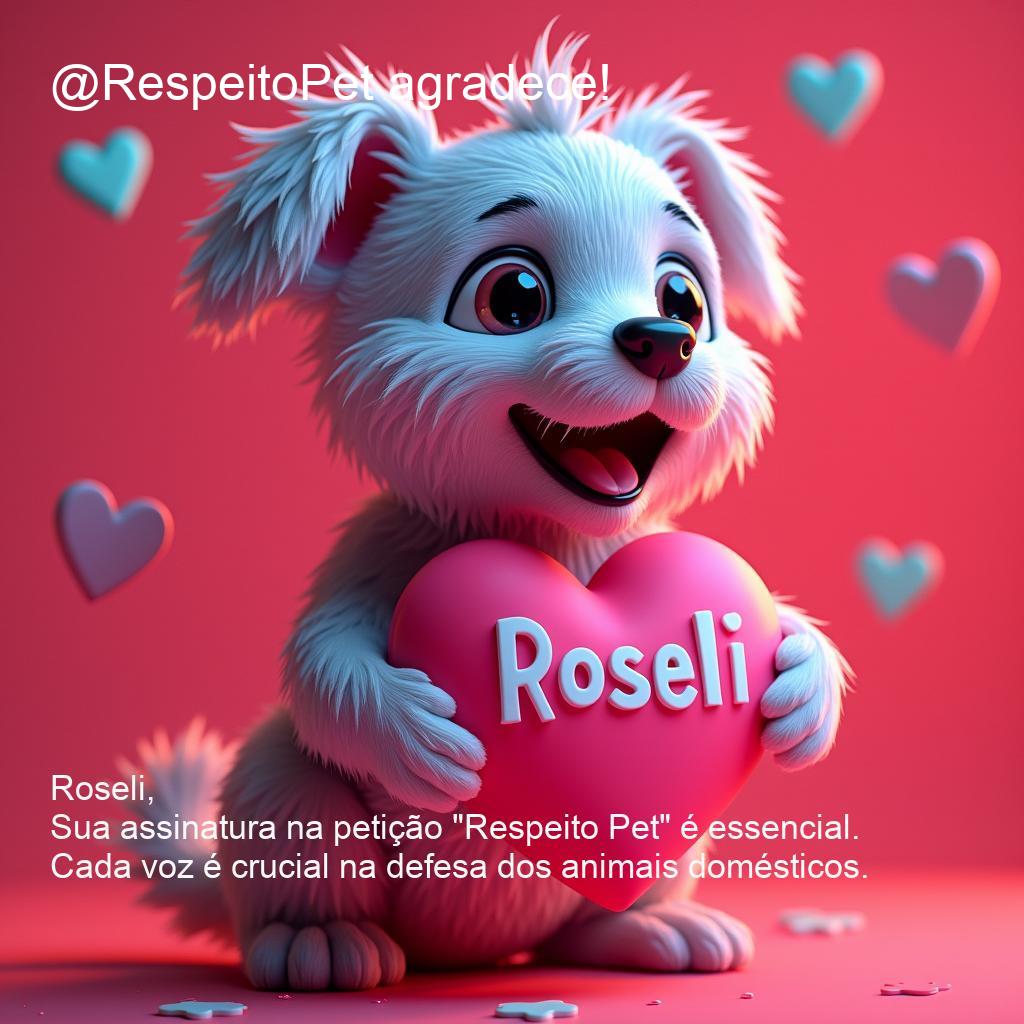 @RespeitoPet agradece!
Roseli
Roseli,
Sua assinatura na petição "Respeito Pet" é essencial.
Cada voz é crucial na defesa dos animais domésticos.